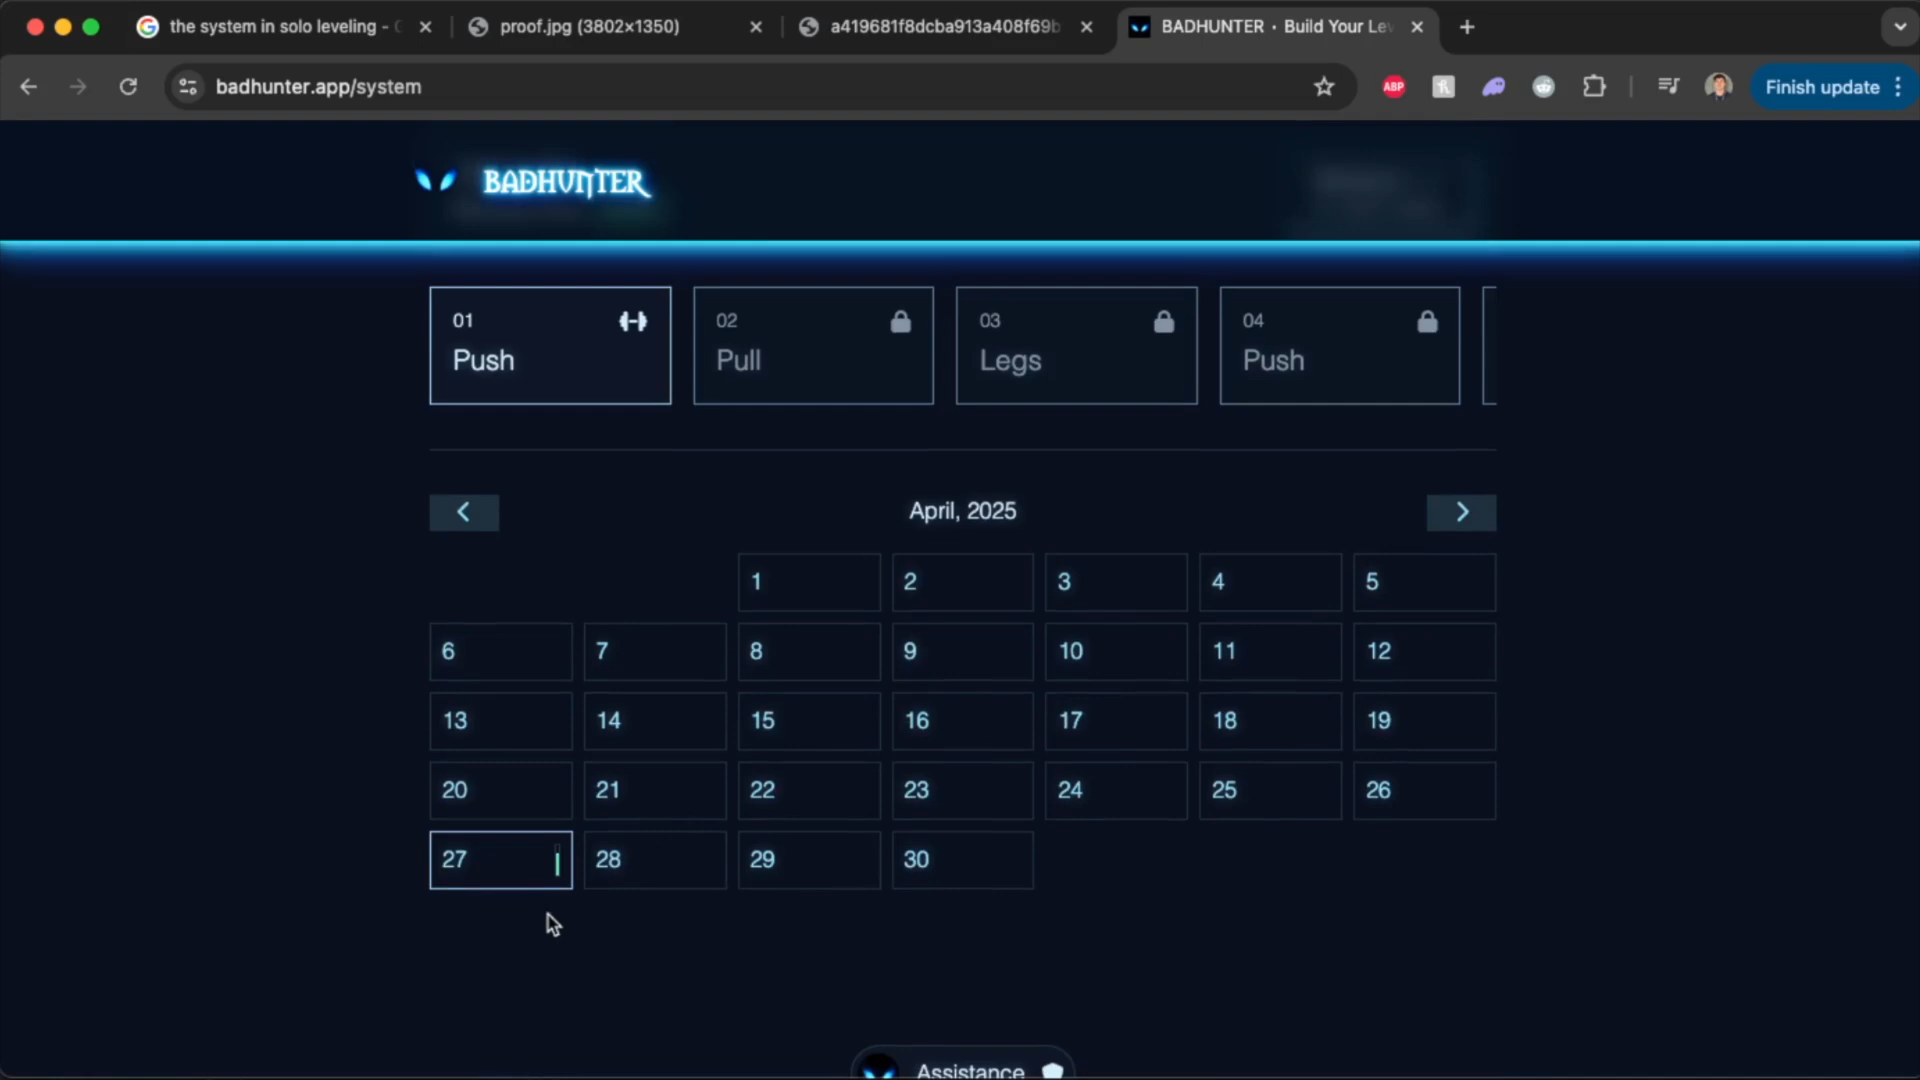 the system in solo leveling -
proof.jpg (3802×1350)
a419681f8dcba913a408f69b
BADHUNTER · Build Your Lev
badhunter.app/system
ABP
Finish update
BADHUNTER
01
Push
02
Pull
03
Legs
04
Push
April, 2025
1 2 3 4 5
6 7 8 9 10 11 12
13 14 15 16 17 18 19
20 21 22 23 24 25 26
27 28 29 30
Assistance